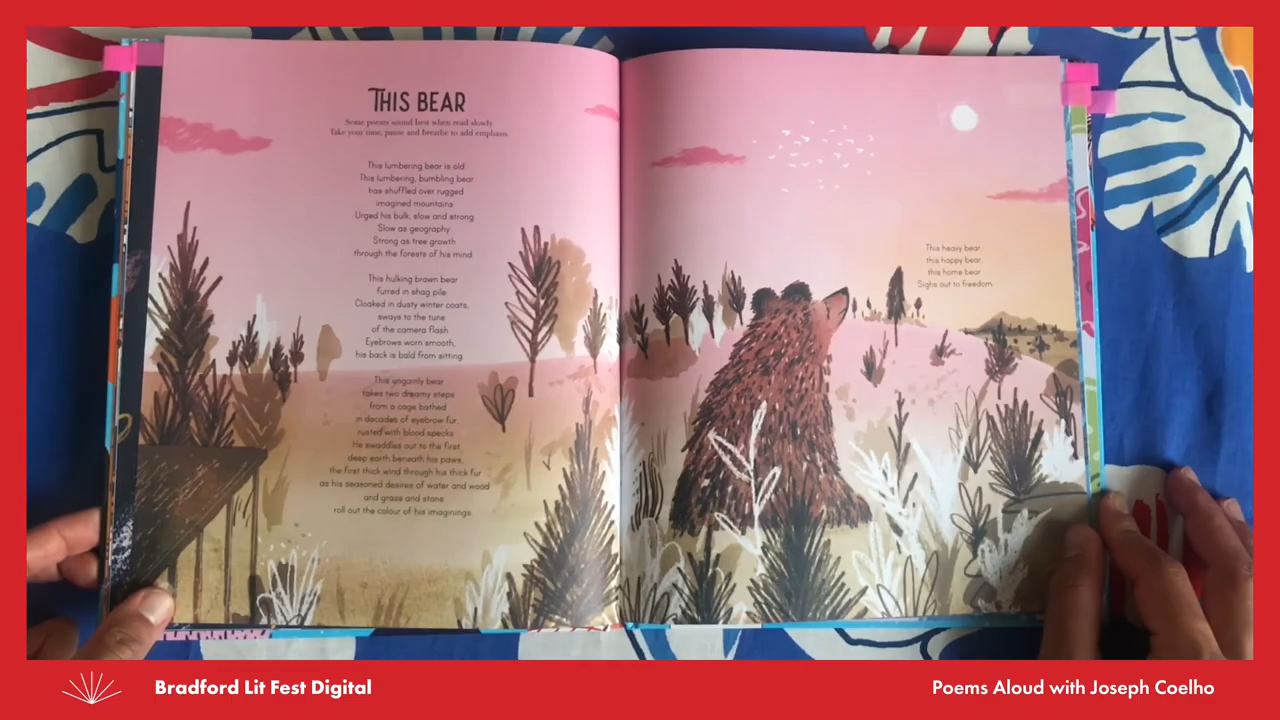 THIS BEAR
Some poems sound best when read slowly.
Take your time, pause and breathe to add emphasis.
This lumbering bear is old
This lumbering, bumbling bear
has shuffled over rugged
imagined mountains
Urged his bulk, slow and strong
Slow as geography
Strong as tree growth
through the forests of his mind
This hulking brown bear
furred in shag pile
Cloaked in dusty winter coats,
sways to the tune
of the camera flash
Eyebrows worn smooth,
his back is bald from sitting
This ungainly bear
takes two dreamy steps
from a cage bathed
in decades of eyebrow fur,
rusted with blood specks
He swaddles out to the first
deep earth beneath his paws,
the first thick wind through his thick fur
as his seasoned desires of water and wood
and grass and stone
roll out the colour of his imaginings.
This heavy bear,
this happy bear,
this home bear
Sighs out to freedom.
Bradford Lit Fest Digital
Poems Aloud with Joseph Coelho